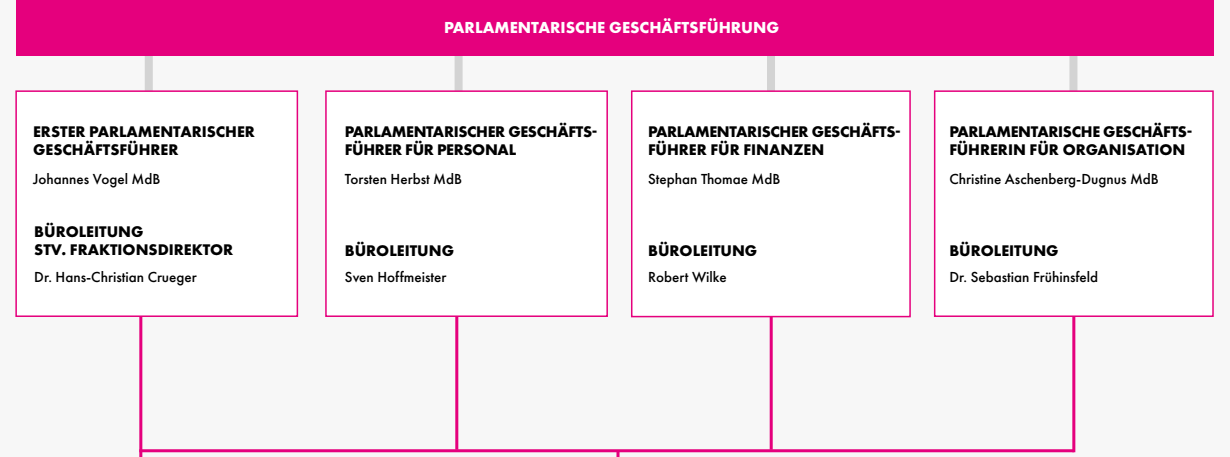 PARLAMENTARISCHE GESCHÄFTSFÜHRUNG
ERSTER PARLAMENTARISCHER
GESCHÄFTSFÜHRER
Johannes Vogel MdB
BÜROLEITUNG
STV. FRAKTIONSDIREKTOR
Dr. Hans-Christian Crueger
PARLAMENTARISCHER GESCHÄFTS-
FÜHRER FÜR PERSONAL
Torsten Herbst MdB
BÜROLEITUNG
Sven Hoffmeister
PARLAMENTARISCHER GESCHÄFTS-
FÜHRER FÜR FINANZEN
Stephan Thomae MdB
BÜROLEITUNG
Robert Wilke
PARLAMENTARISCHE GESCHÄFTS-
FÜHRERIN FÜR ORGANISATION
Christine Aschenberg-Dugnus MdB
BÜROLEITUNG
Dr. Sebastian Frühinsfeld